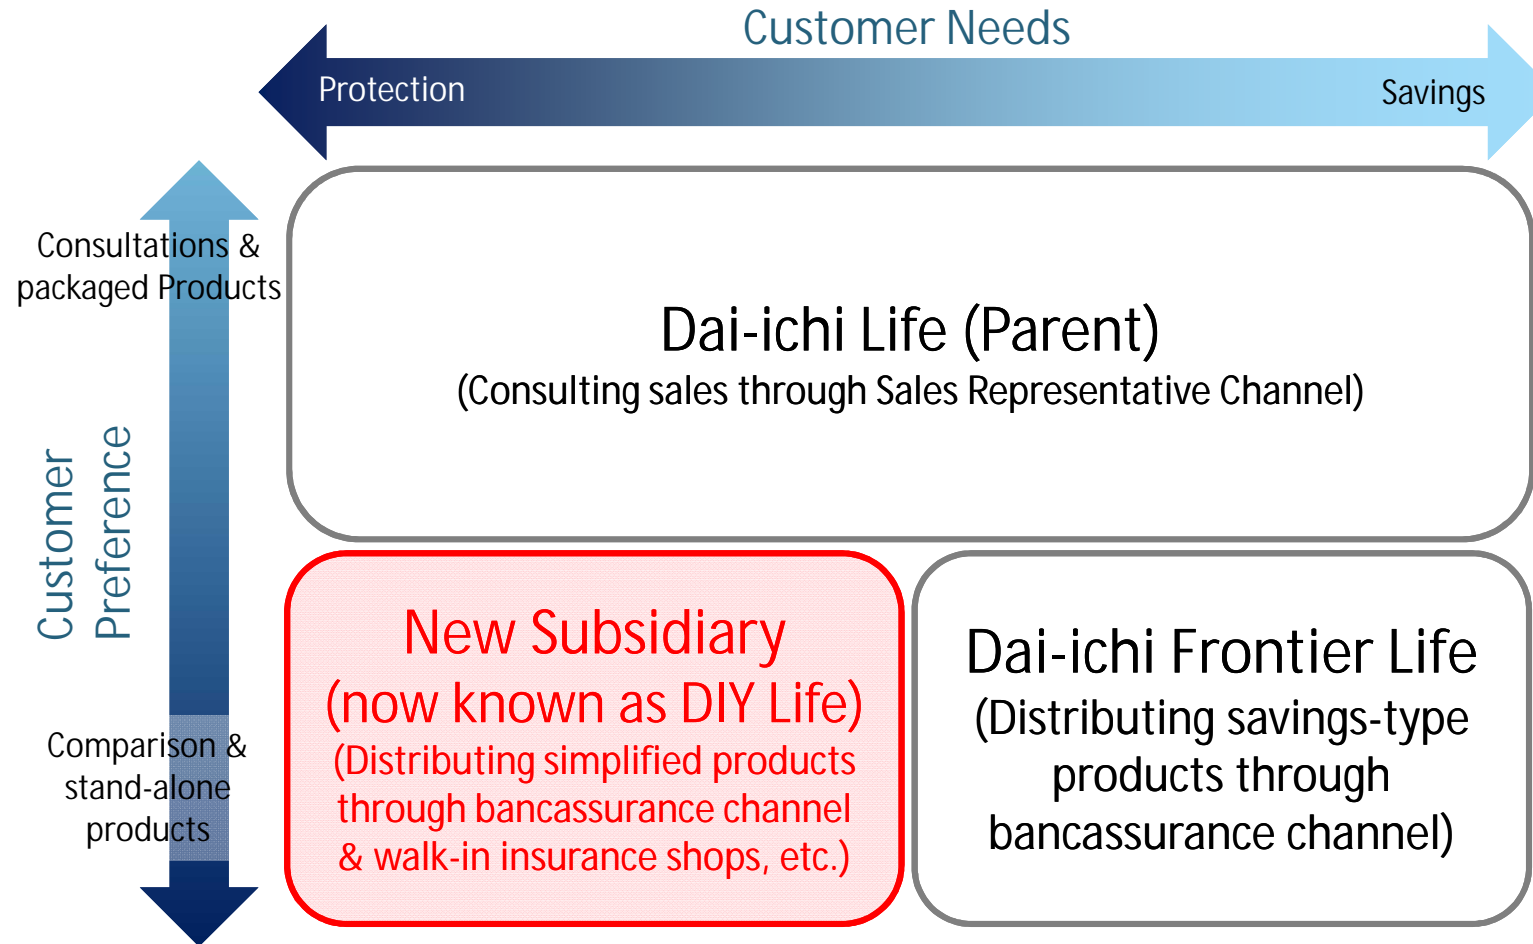 Customer Needs
Protection
Savings
Consultations &
packaged Products
Dai-ichi Life (Parent)
(Consulting sales through Sales Representative Channel)
Customer
Preference
New Subsidiary
(now known as DIY Life)
(Distributing simplified products
through bancassurance channel
& walk-in insurance shops, etc.)
Dai-ichi Frontier Life
(Distributing savings-type
products through
bancassurance channel)
Comparison &
stand-alone
products